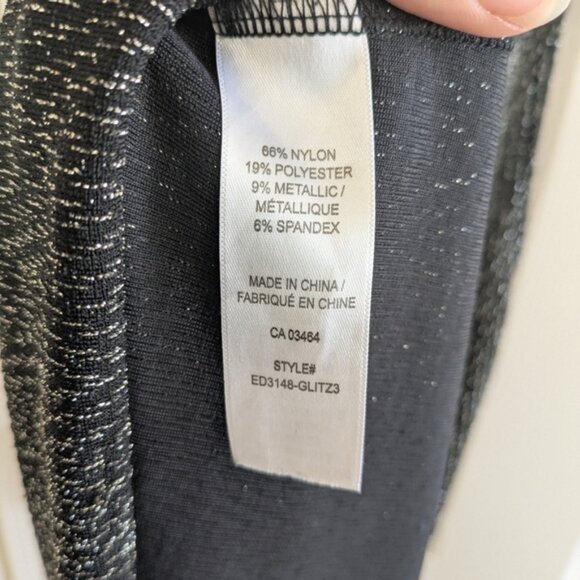 66% NYLON
19% POLYESTER
9% METALLIC /
MÉTALLIQUE
6% SPANDEX
MADE IN CHINA /
FABRIQUÉ EN CHINE
CA 03464
STYLE#
ED3148-GLITZ3